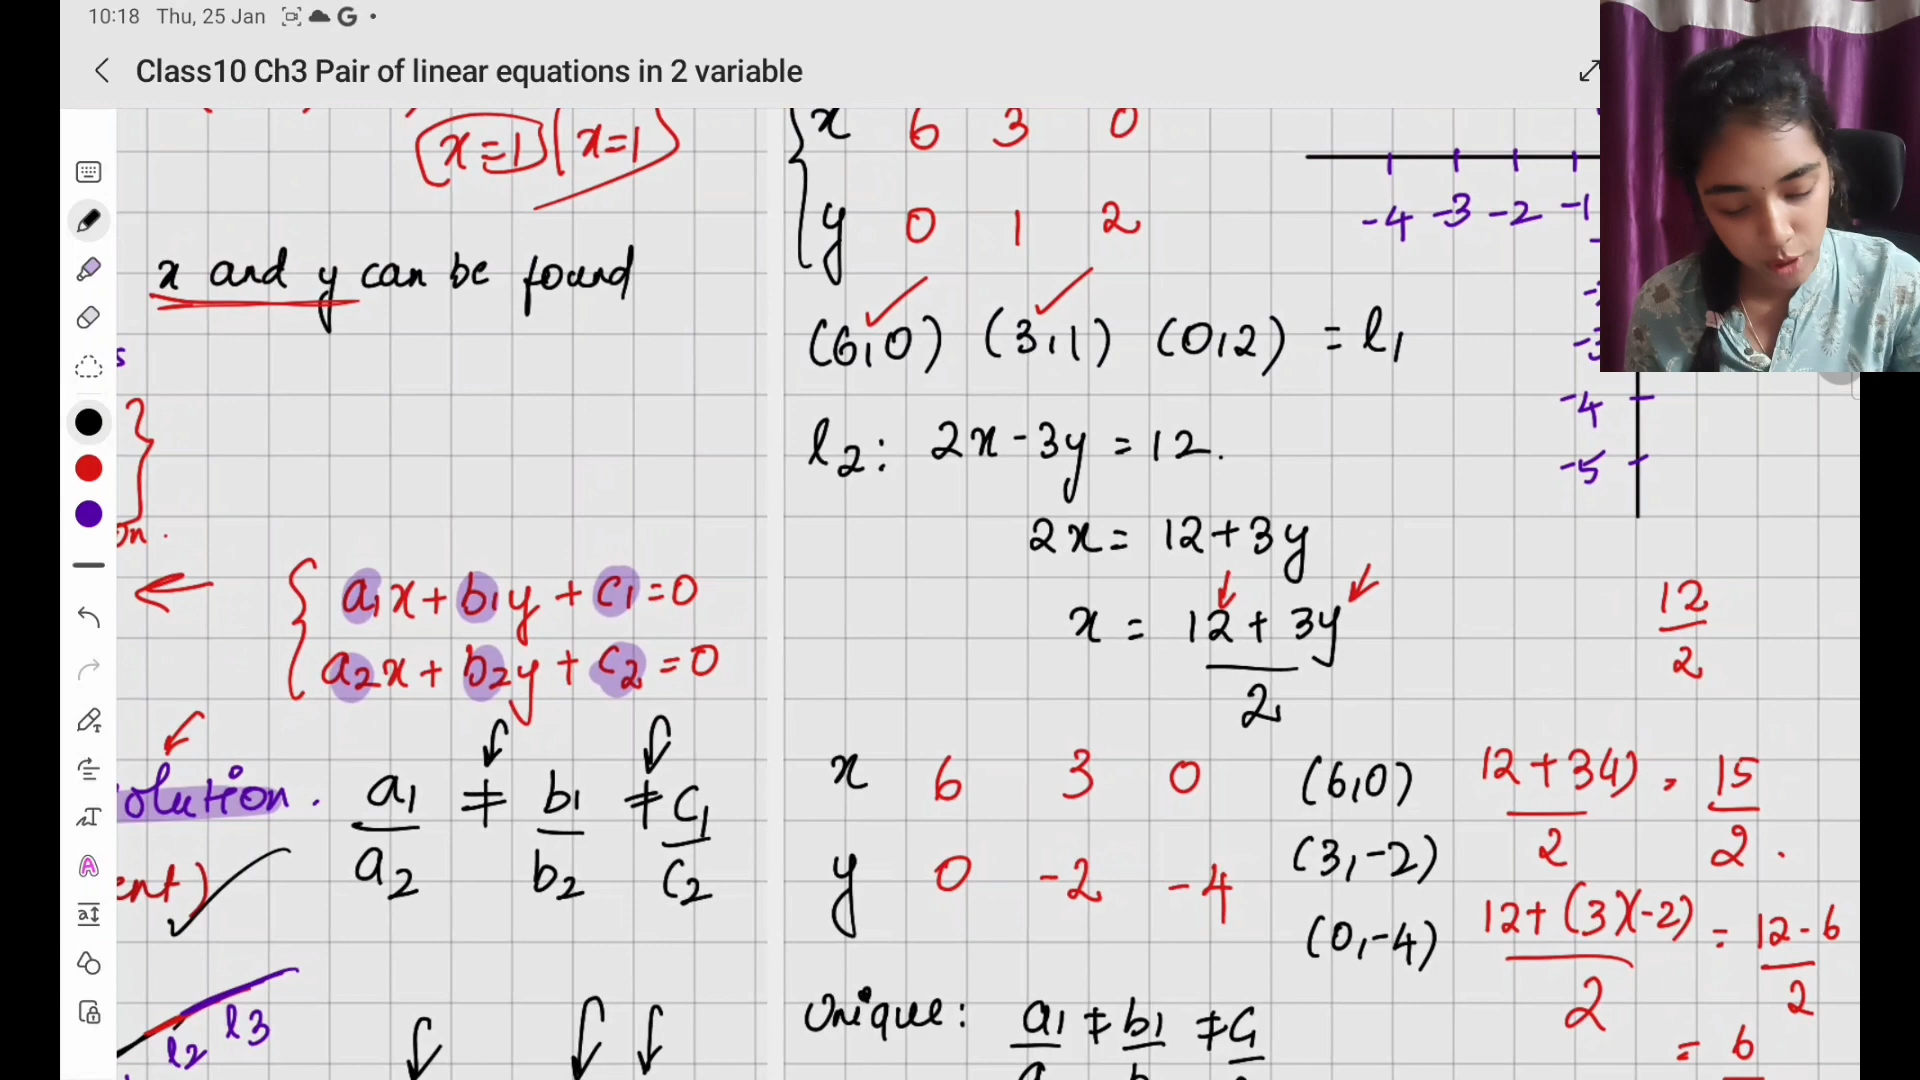 10:18 Thu, 25 Jan
Class10 Ch3 Pair of linear equations in 2 variable
x=1 | x=1
x and y can be found
s
on.
a₁x + b₁y + c₁ = 0
a₂x + b₂y + c₂ = 0
olution. a₁/a₂ ≠ b₁/b₂ ≠ c₁/c₂
ent)
l2 l3
x 6 3 0
y 0 1 2
(6,0) (3,1) (0,2) = l₁
l₂: 2x - 3y = 12.
2x = 12 + 3y
x = (12 + 3y)/2
x 6 3 0
y 0 -2 -4
(6,0)
(3,-2)
(0,-4)
Unique: a₁ ≠ b₁ ≠ C₁
-4 -3 -2 -1
-4
-5
12/2
15/2.
(12 + (3)(-2))/2 = (12 - 6)/2
= 6